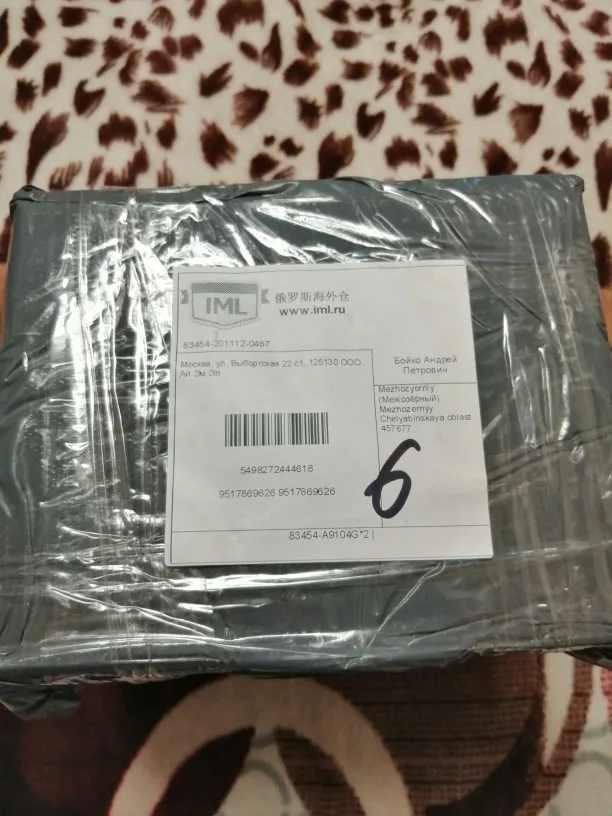 IML
俄罗斯海外仓
www.iml.ru
83454-201112-0467
Москва, ул. Выборгская 22 с1, 125130 ООО
Ай Эм Эл
5498272444618
9517869626 9517869626
Бойко Андрей
Петрович
Mezhozyorniy
(Межозёрный)
Mezhozernyy
Chelyabinskaya oblast
457677
6
83454-A9104G*2 |